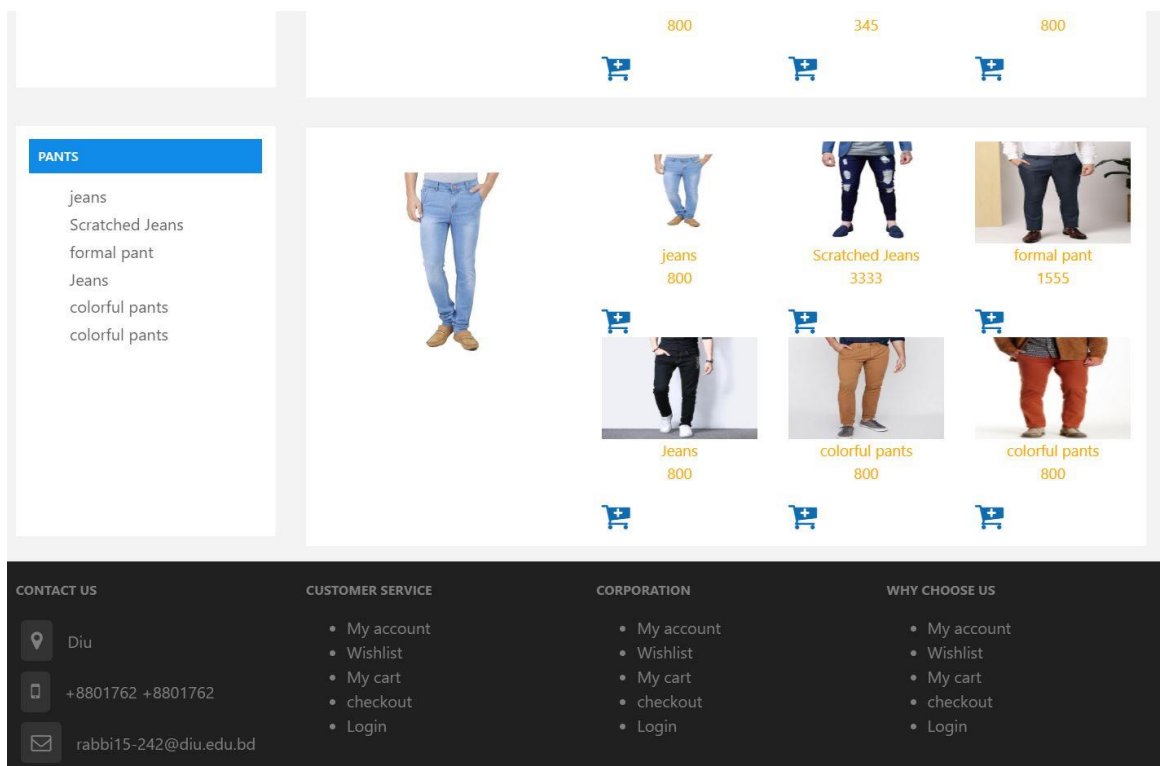 800 345 800
PANTS
jeans
Scratched Jeans
formal pant
Jeans
colorful pants
colorful pants
jeans Scratched Jeans formal pant
800 3333 1555
Jeans colorful pants colorful pants
800 800 800
CONTACT US
Diu
+8801762 +8801762
rabbi15-242@diu.edu.bd
CUSTOMER SERVICE
• My account
• Wishlist
• My cart
• checkout
• Login
CORPORATION
• My account
• Wishlist
• My cart
• checkout
• Login
WHY CHOOSE US
• My account
• Wishlist
• My cart
• checkout
• Login